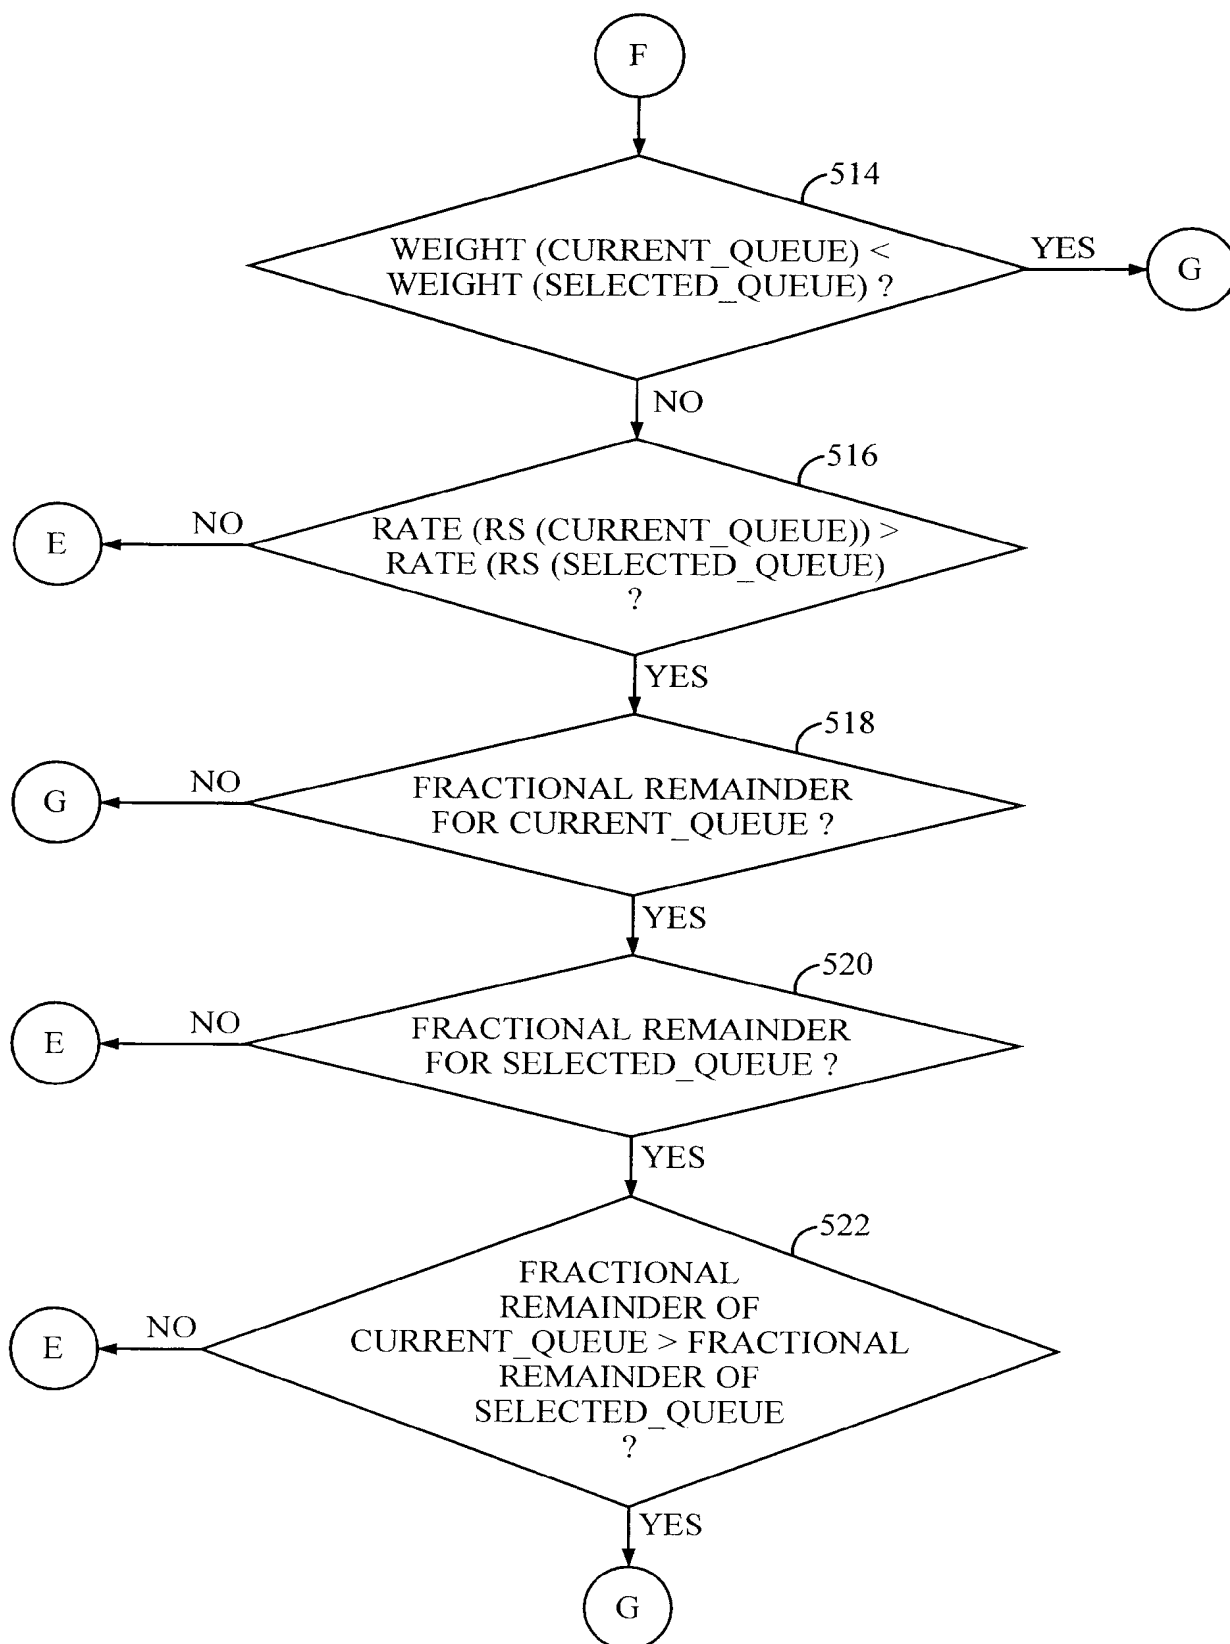 F
514
WEIGHT (CURRENT_QUEUE) <
WEIGHT (SELECTED_QUEUE) ?
YES
G
NO
516
RATE (RS (CURRENT_QUEUE)) >
RATE (RS (SELECTED_QUEUE)
?
NO
E
YES
518
FRACTIONAL REMAINDER
FOR CURRENT_QUEUE ?
NO
G
YES
520
FRACTIONAL REMAINDER
FOR SELECTED_QUEUE ?
NO
E
YES
522
FRACTIONAL
REMAINDER OF
CURRENT_QUEUE > FRACTIONAL
REMAINDER OF
SELECTED_QUEUE
?
NO
E
YES
G